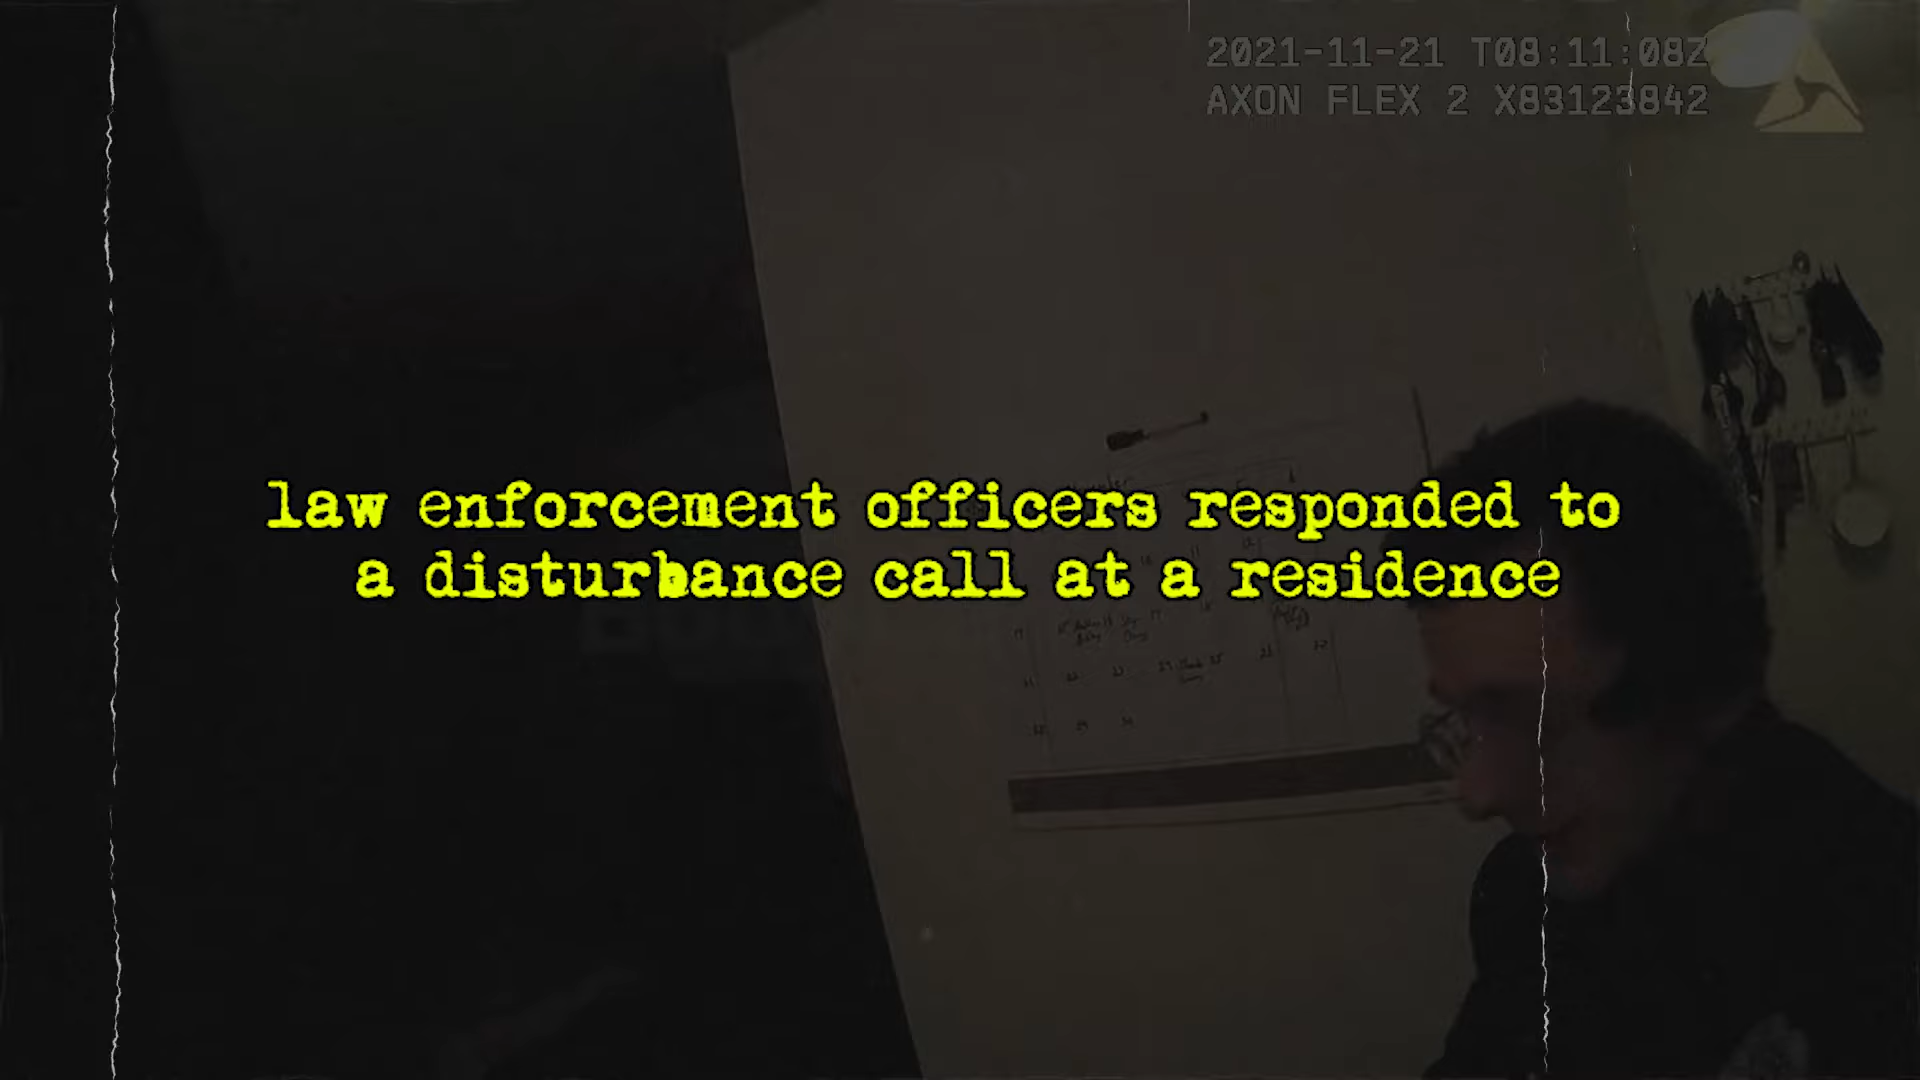 2021-11-21 T08:11:08Z
AXON FLEX 2 X83123842
law enforcement officers responded to
a disturbance call at a residence